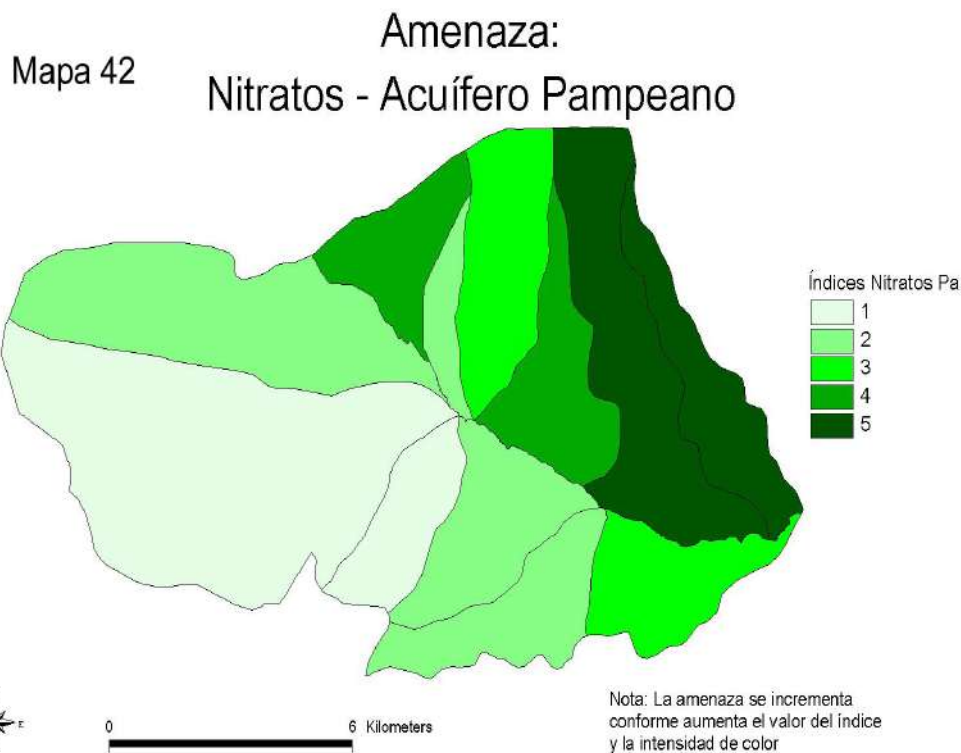 Amenaza:
Mapa 42
Nitratos - Acuífero Pampeano
Índices Nitratos Pa
1
2
3
4
5
E
0 6 Kilometers
Nota: La amenaza se incrementa
conforme aumenta el valor del índice
y la intensidad de color